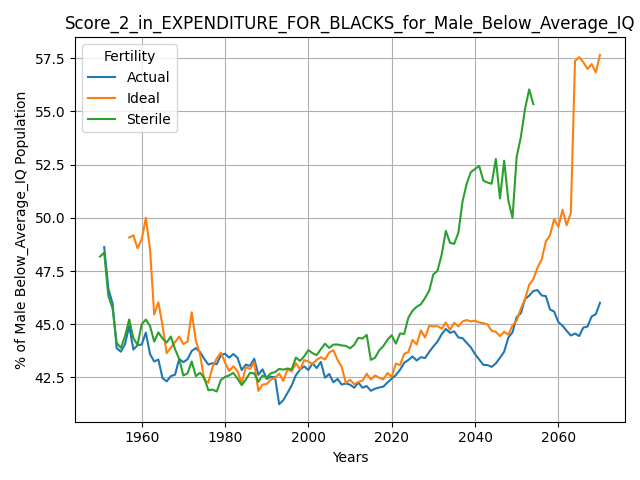 Score_2_in_EXPENDITURE_FOR_BLACKS_for_Male_Below_Average_IQ
Fertility
Actual
Ideal
Sterile
% of Male Below_Average_IQ Population
57.5
55.0
52.5
50.0
47.5
45.0
42.5
1960
1980
2000
2020
2040
2060
Years